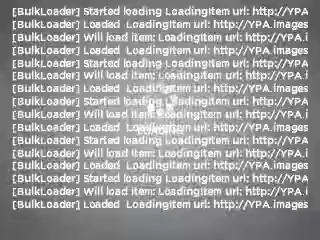 [BulkLoader] Started loading LoadingItem url: http://YPA
[BulkLoader] Loaded LoadingItem url: http://YPA.images
[BulkLoader] Will load item: LoadingItem url: http://YPA.i
[BulkLoader] Loaded LoadingItem url: http://YPA.images
[BulkLoader] Started loading LoadingItem url: http://YPA
[BulkLoader] Will load item: LoadingItem url: http://YPA.i
[BulkLoader] Loaded LoadingItem url: http://YPA.images
[BulkLoader] Started loading LoadingItem url: http://YPA
[BulkLoader] Will load item: LoadingItem url: http://YPA.i
[BulkLoader] Loaded LoadingItem url: http://YPA.images
[BulkLoader] Started loading LoadingItem url: http://YPA
[BulkLoader] Will load item: LoadingItem url: http://YPA.i
[BulkLoader] Loaded LoadingItem url: http://YPA.images
[BulkLoader] Started loading LoadingItem url: http://YPA
[BulkLoader] Will load item: LoadingItem url: http://YPA.i
[BulkLoader] Loaded LoadingItem url: http://YPA.images